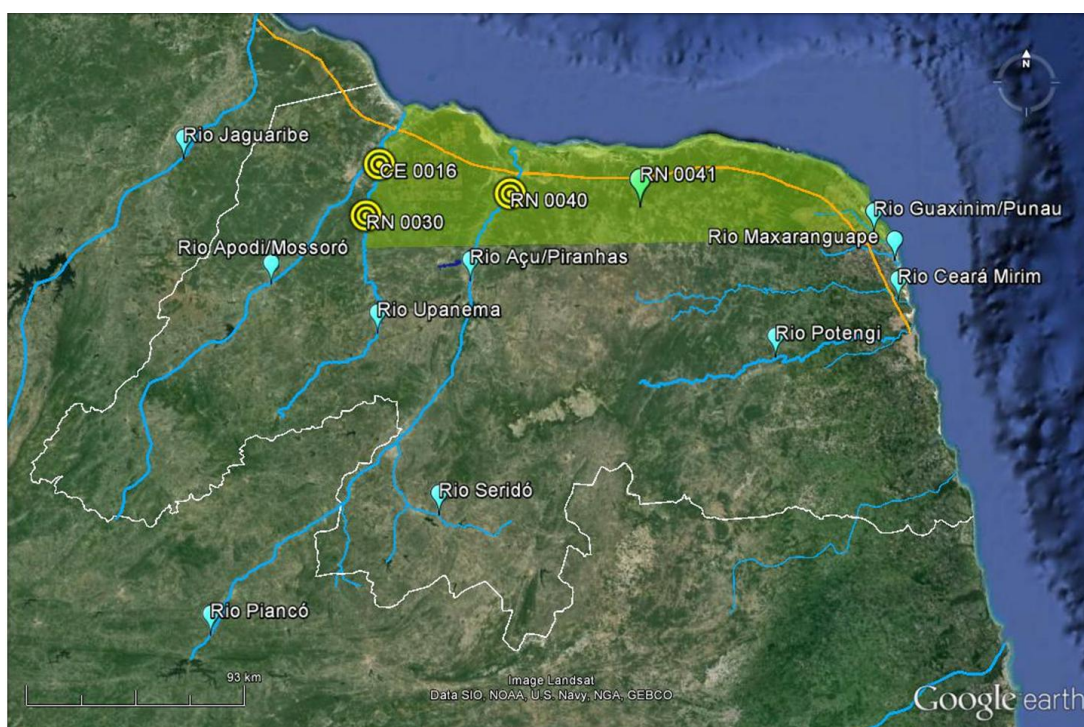 N
Rio Jaguaribe
CE 0016
RN 0041
RN 0040
RN 0030
Rio Guaxinim/Punau
Rio Maxaranguape
Rio Apodi/Mossoró
Rio Açu/Piranhas
Rio Ceará Mirim
Rio Upanema
Rio Potengi
Rio Seridó
Rio Piancó
93 km
Image Landsat
Data SIO, NOAA, U.S. Navy, NGA, GEBCO
Google earth